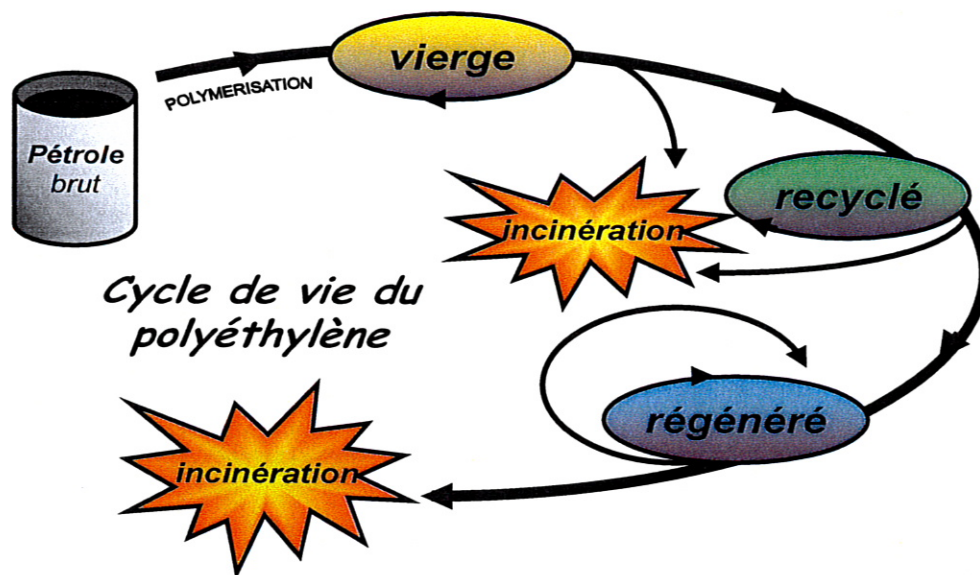 vierge
POLYMERISATION
Pétrole
brut
recyclé
incinération
Cycle de vie du
polyéthylène
régénéré
incinération